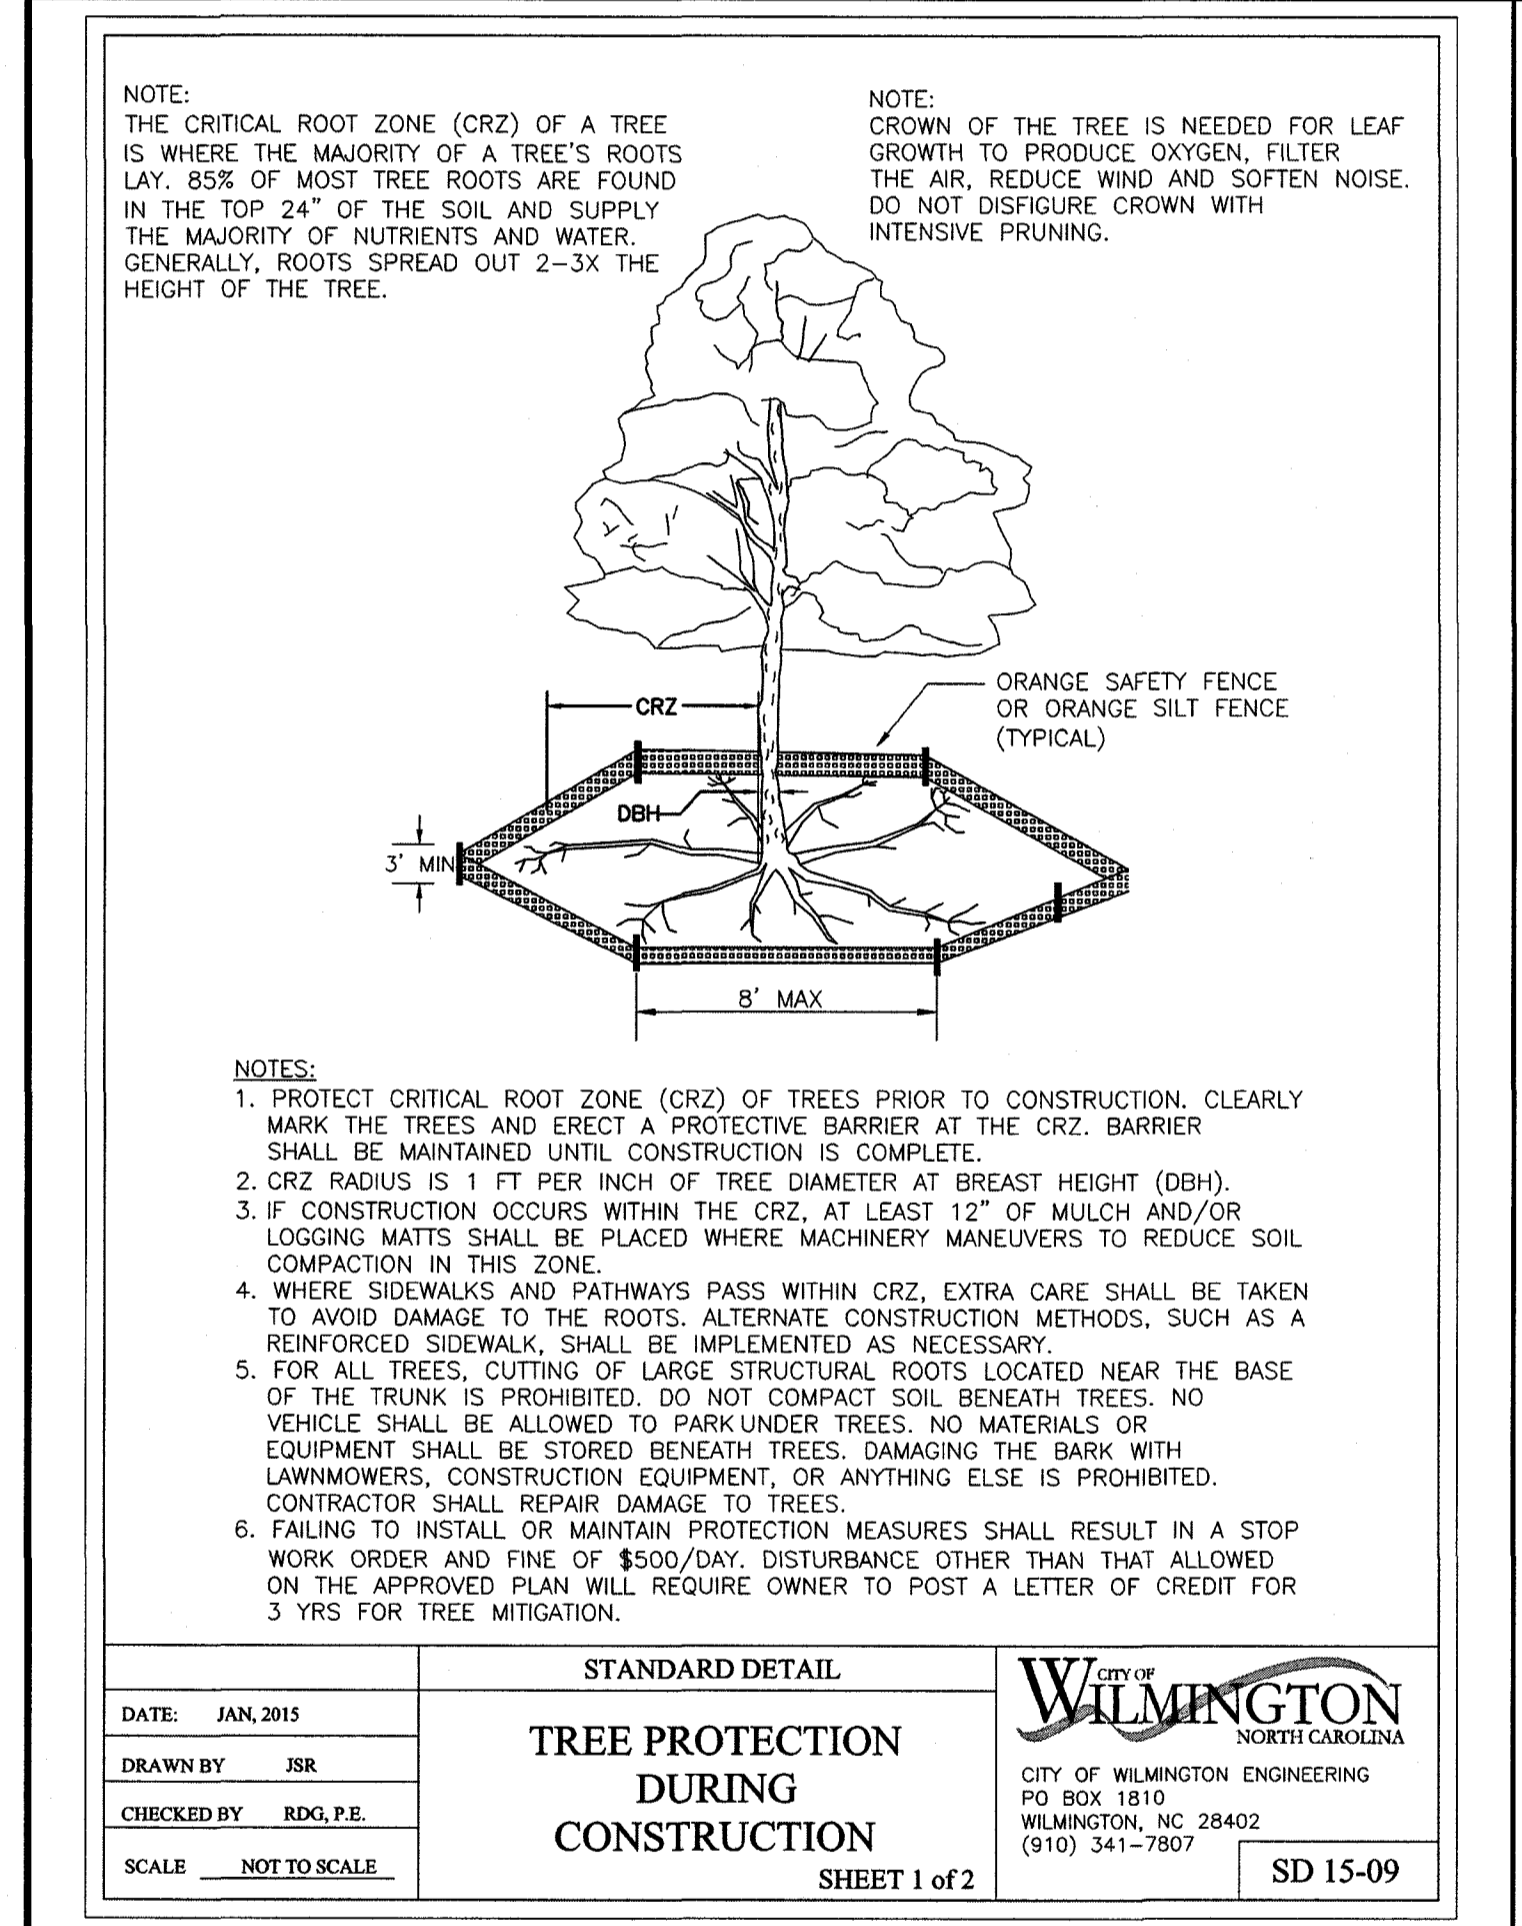 NOTE:
THE CRITICAL ROOT ZONE (CRZ) OF A TREE
IS WHERE THE MAJORITY OF A TREE'S ROOTS
LAY. 85% OF MOST TREE ROOTS ARE FOUND
IN THE TOP 24" OF THE SOIL AND SUPPLY
THE MAJORITY OF NUTRIENTS AND WATER.
GENERALLY, ROOTS SPREAD OUT 2-3X THE
HEIGHT OF THE TREE.
NOTE:
CROWN OF THE TREE IS NEEDED FOR LEAF
GROWTH TO PRODUCE OXYGEN, FILTER
THE AIR, REDUCE WIND AND SOFTEN NOISE.
DO NOT DISFIGURE CROWN WITH
INTENSIVE PRUNING.
ORANGE SAFETY FENCE
OR ORANGE SILT FENCE
(TYPICAL)
CRZ
DBH
3' MIN
8' MAX
NOTES:
1. PROTECT CRITICAL ROOT ZONE (CRZ) OF TREES PRIOR TO CONSTRUCTION. CLEARLY
MARK THE TREES AND ERECT A PROTECTIVE BARRIER AT THE CRZ. BARRIER
SHALL BE MAINTAINED UNTIL CONSTRUCTION IS COMPLETE.
2. CRZ RADIUS IS 1 FT PER INCH OF TREE DIAMETER AT BREAST HEIGHT (DBH).
3. IF CONSTRUCTION OCCURS WITHIN THE CRZ, AT LEAST 12" OF MULCH AND/OR
LOGGING MATTS SHALL BE PLACED WHERE MACHINERY MANEUVERS TO REDUCE SOIL
COMPACTION IN THIS ZONE.
4. WHERE SIDEWALKS AND PATHWAYS PASS WITHIN CRZ, EXTRA CARE SHALL BE TAKEN
TO AVOID DAMAGE TO THE ROOTS. ALTERNATE CONSTRUCTION METHODS, SUCH AS A
REINFORCED SIDEWALK, SHALL BE IMPLEMENTED AS NECESSARY.
5. FOR ALL TREES, CUTTING OF LARGE STRUCTURAL ROOTS LOCATED NEAR THE BASE
OF THE TRUNK IS PROHIBITED. DO NOT COMPACT SOIL BENEATH TREES. NO
VEHICLE SHALL BE ALLOWED TO PARK UNDER TREES. NO MATERIALS OR
EQUIPMENT SHALL BE STORED BENEATH TREES. DAMAGING THE BARK WITH
LAWNMOWERS, CONSTRUCTION EQUIPMENT, OR ANYTHING ELSE IS PROHIBITED.
CONTRACTOR SHALL REPAIR DAMAGE TO TREES.
6. FAILING TO INSTALL OR MAINTAIN PROTECTION MEASURES SHALL RESULT IN A STOP
WORK ORDER AND FINE OF $500/DAY. DISTURBANCE OTHER THAN THAT ALLOWED
ON THE APPROVED PLAN WILL REQUIRE OWNER TO POST A LETTER OF CREDIT FOR
3 YRS FOR TREE MITIGATION.
DATE: JAN, 2015
DRAWN BY JSR
CHECKED BY RDG, P.E.
SCALE NOT TO SCALE
STANDARD DETAIL
TREE PROTECTION
DURING
CONSTRUCTION
SHEET 1 of 2
CITY OF
WILMINGTON
NORTH CAROLINA
CITY OF WILMINGTON ENGINEERING
PO BOX 1810
WILMINGTON, NC 28402
(910) 341-7807
SD 15-09